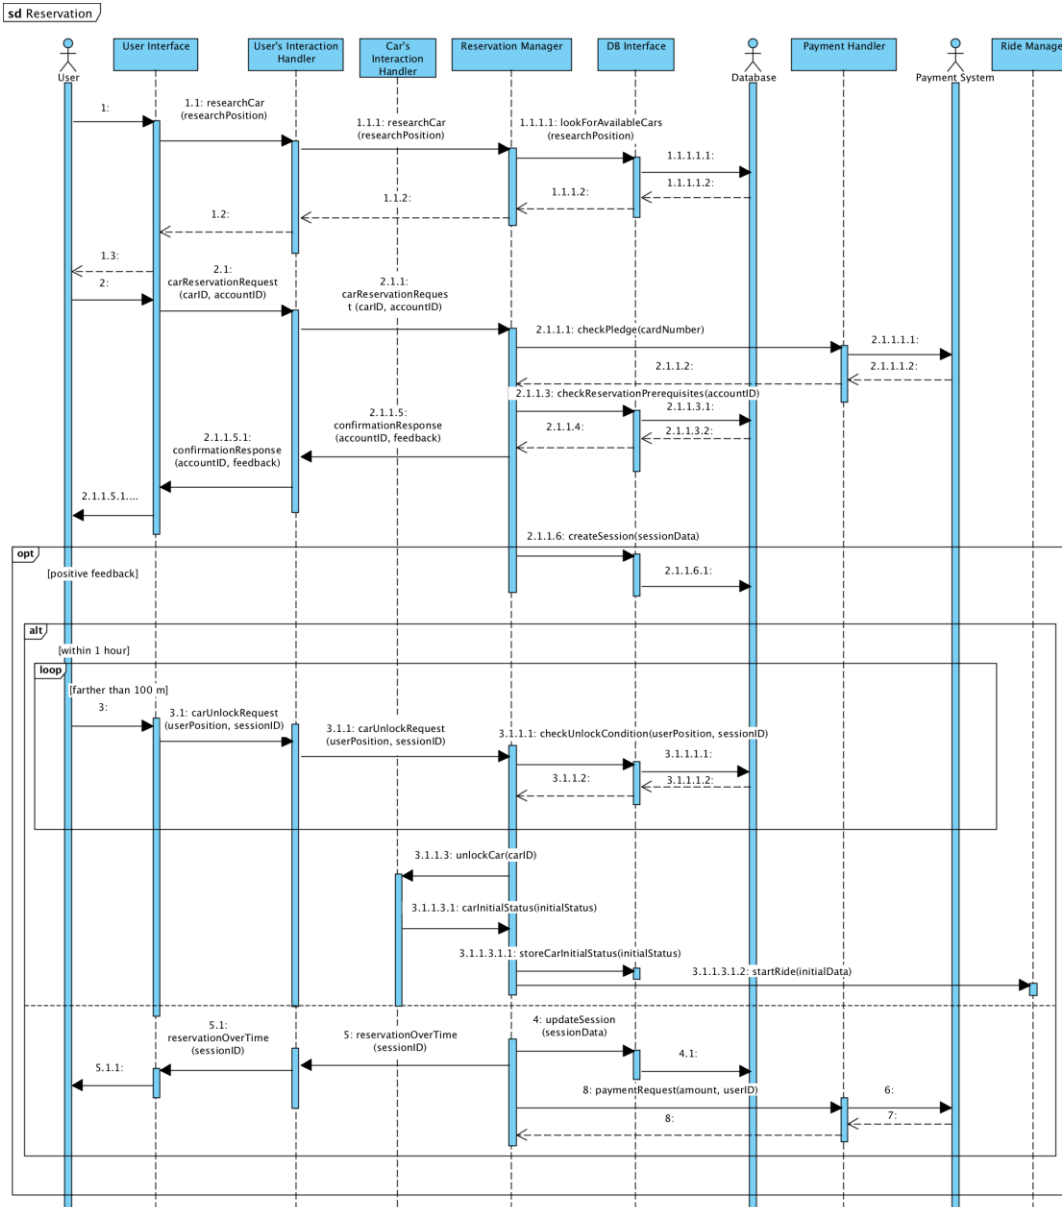 sd Reservation
User Interface
User's Interaction
Handler
Car's
Interaction
Handler
Reservation Manager
DB Interface
Payment Handler
Ride Manage
User
Database
Payment System
1:
1.1: researchCar
(researchPosition)
1.1.1: researchCar
(researchPosition)
1.1.1.1: lookForAvailableCars
(researchPosition)
1.1.1.1.1:
1.1.1.1.2:
1.1.1.2:
1.1.2:
1.2:
1.3:
2:
2.1:
carReservationRequest
(carID, accountID)
2.1.1:
carReservationReques
t (carID, accountID)
2.1.1.1: checkPledge(cardNumber)
2.1.1.1.1:
2.1.1.1.2:
2.1.1.2:
2.1.1.3: checkReservationPrerequisites(accountID)
2.1.1.3.1:
2.1.1.3.2:
2.1.1.4:
2.1.1.5:
confirmationResponse
(accountID, feedback)
2.1.1.5.1:
confirmationResponse
(accountID, feedback)
2.1.1.5.1....
2.1.1.6: createSession(sessionData)
opt
[positive feedback]
2.1.1.6.1:
alt
[within 1 hour]
loop
[farther than 100 m]
3:
3.1: carUnlockRequest
(userPosition, sessionID)
3.1.1: carUnlockRequest
(userPosition, sessionID)
3.1.1.1: checkUnlockCondition(userPosition, sessionID)
3.1.1.1.1:
3.1.1.1.2:
3.1.1.2:
3.1.1.3: unlockCar(carID)
3.1.1.3.1: carInitialStatus(initialStatus)
3.1.1.3.1.1: storeCarInitialStatus(initialStatus)
3.1.1.3.1.2: startRide(initialData)
4: updateSession
(sessionData)
4.1:
5: reservationOverTime
(sessionID)
5.1:
reservationOverTime
(sessionID)
5.1.1:
8: paymentRequest(amount, userID)
6:
7:
8: